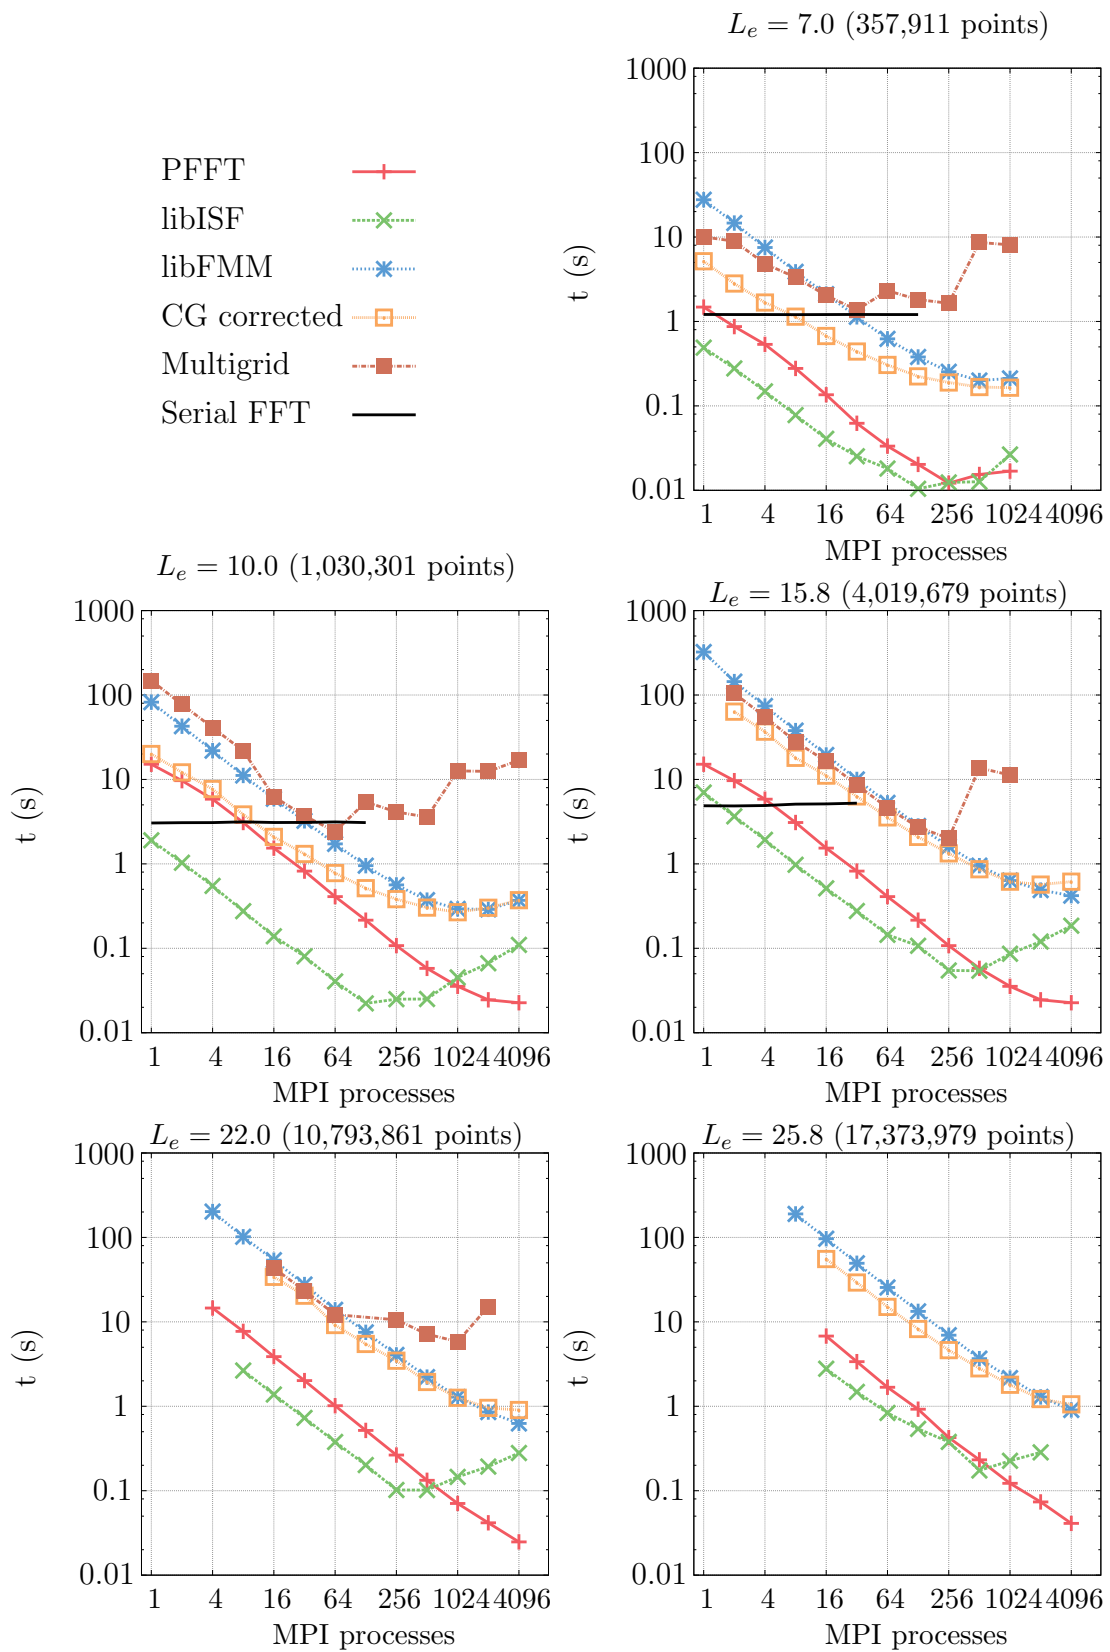 L_e = 7.0 (357,911 points)
PFFT
libISF
libFMM
CG corrected
Multigrid
Serial FFT
1000
100
10
1
0.1
0.01
t (s)
1 4 16 64 256 1024 4096
MPI processes
L_e = 10.0 (1,030,301 points)
1000
100
10
1
0.1
0.01
t (s)
1 4 16 64 256 1024 4096
MPI processes
L_e = 15.8 (4,019,679 points)
1000
100
10
1
0.1
0.01
t (s)
1 4 16 64 256 1024 4096
MPI processes
L_e = 22.0 (10,793,861 points)
1000
100
10
1
0.1
0.01
t (s)
1 4 16 64 256 1024 4096
MPI processes
L_e = 25.8 (17,373,979 points)
1000
100
10
1
0.1
0.01
t (s)
1 4 16 64 256 1024 4096
MPI processes